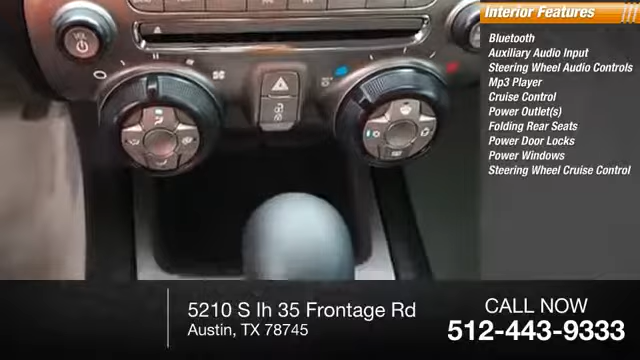 Interior Features
Bluetooth
Auxiliary Audio Input
Steering Wheel Audio Controls
Mp3 Player
Cruise Control
Power Outlet(s)
Folding Rear Seats
Power Door Locks
Power Windows
Steering Wheel Cruise Control
VOL
5210 S Ih 35 Frontage Rd
Austin, TX 78745
CALL NOW
512-443-9333